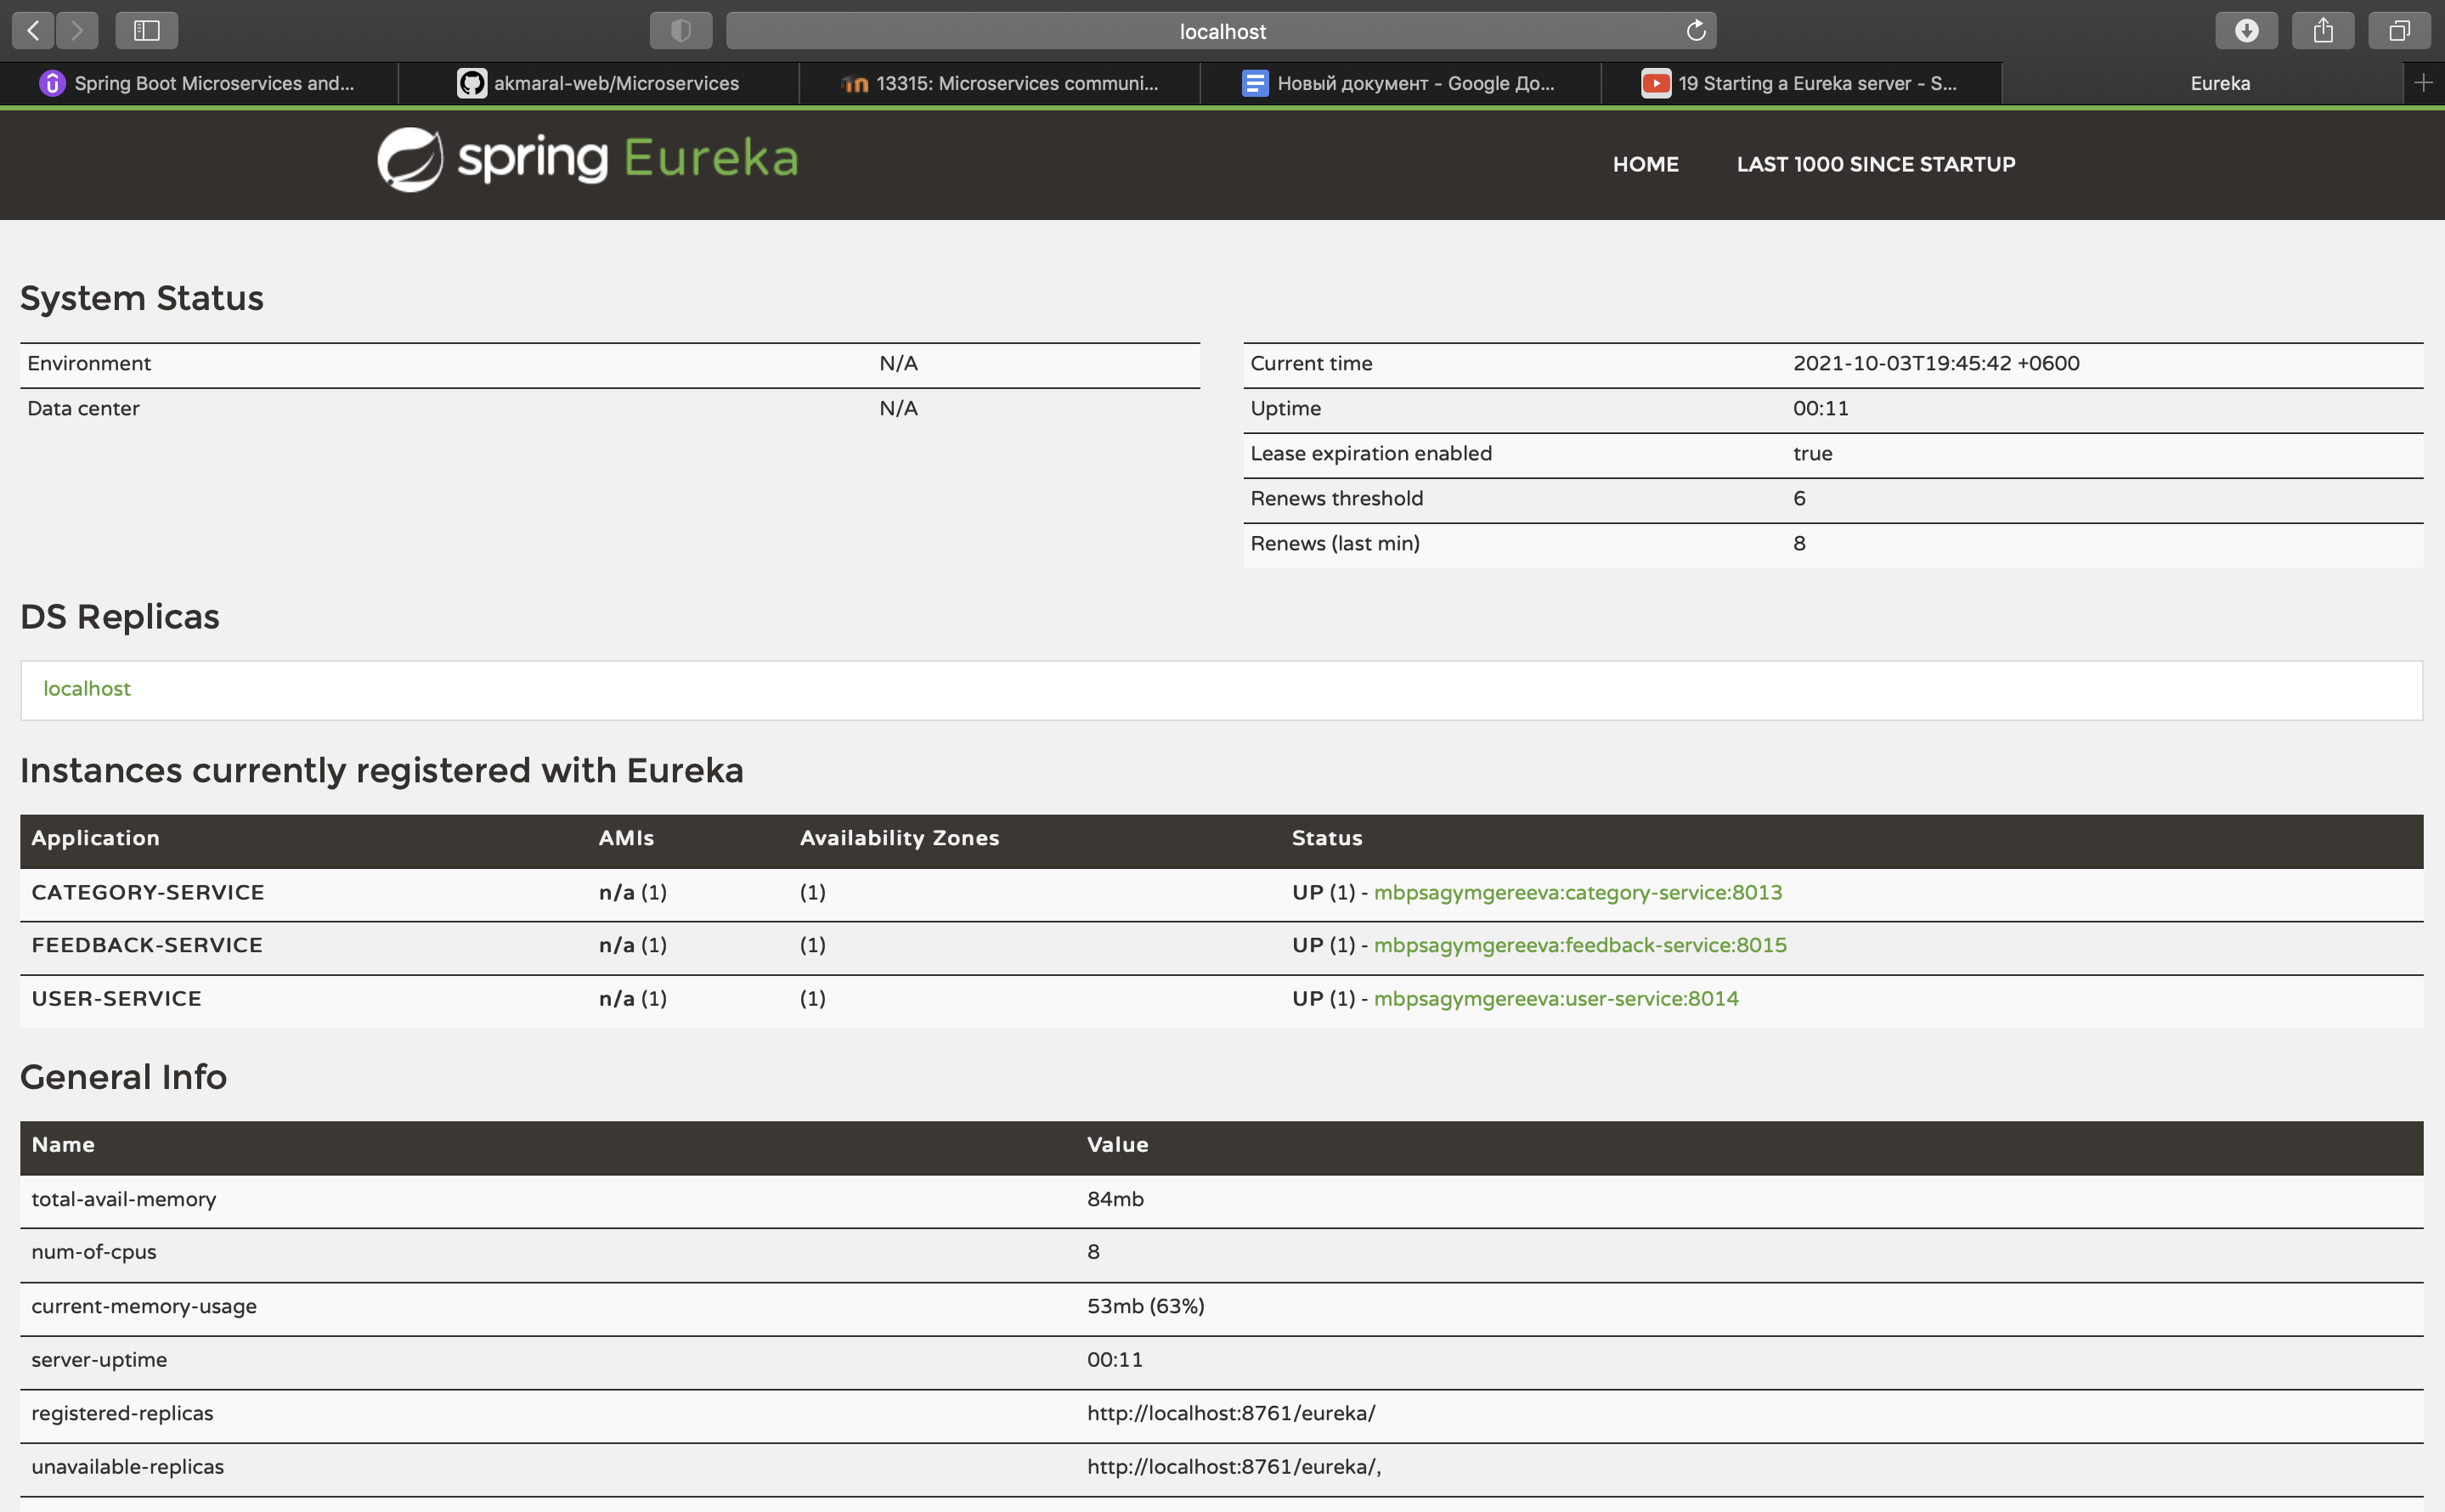 localhost
Spring Boot Microservices and...
akmaral-web/Microservices
13315: Microservices communi...
Новый документ - Google До...
19 Starting a Eureka server - S...
Eureka
spring Eureka
HOME
LAST 1000 SINCE STARTUP
System Status
Environment N/A
Data center N/A
Current time 2021-10-03T19:45:42 +0600
Uptime 00:11
Lease expiration enabled true
Renews threshold 6
Renews (last min) 8
DS Replicas
localhost
Instances currently registered with Eureka
Application AMIs Availability Zones Status
CATEGORY-SERVICE n/a (1) (1) UP (1) - mbpsagymgereeva:category-service:8013
FEEDBACK-SERVICE n/a (1) (1) UP (1) - mbpsagymgereeva:feedback-service:8015
USER-SERVICE n/a (1) (1) UP (1) - mbpsagymgereeva:user-service:8014
General Info
Name Value
total-avail-memory 84mb
num-of-cpus 8
current-memory-usage 53mb (63%)
server-uptime 00:11
registered-replicas http://localhost:8761/eureka/
unavailable-replicas http://localhost:8761/eureka/,